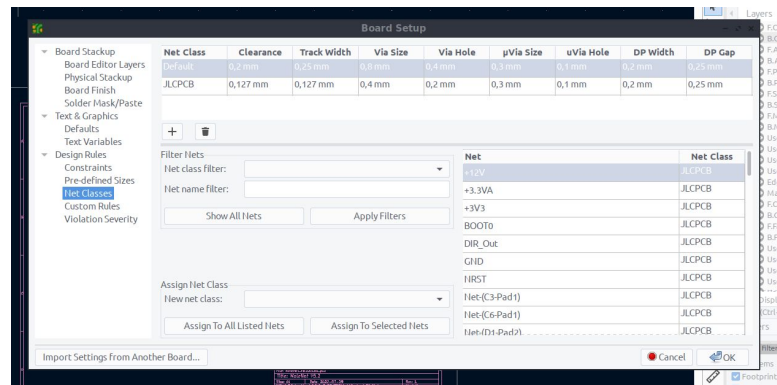 Board Setup
Layers
Board Stackup
Board Editor Layers
Physical Stackup
Board Finish
Solder Mask/Paste
Text & Graphics
Defaults
Text Variables
Design Rules
Constraints
Pre-defined Sizes
Net Classes
Custom Rules
Violation Severity
Net Class Clearance Track Width Via Size Via Hole μVia Size uVia Hole DP Width DP Gap
Default 0,2 mm 0,25 mm 0,8 mm 0,4 mm 0,3 mm 0,1 mm 0,2 mm 0,25 mm
JLCPCB 0,127 mm 0,127 mm 0,4 mm 0,2 mm 0,3 mm 0,1 mm 0,2 mm 0,25 mm
Filter Nets
Net class filter:
Net name filter:
Show All Nets Apply Filters
Assign Net Class
New net class:
Assign To All Listed Nets Assign To Selected Nets
Net Net Class
+12V JLCPCB
+3.3VA JLCPCB
+3V3 JLCPCB
BOOT0 JLCPCB
DIR_Out JLCPCB
GND JLCPCB
NRST JLCPCB
Net-(C3-Pad1) JLCPCB
Net-(C6-Pad1) JLCPCB
Net-(D1-Pad2) JLCPCB
Import Settings from Another Board...
Cancel OK
Footprint